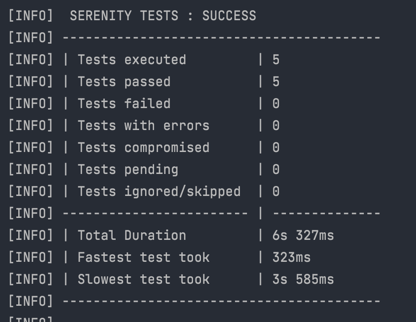 [INFO]  SERENITY TESTS : SUCCESS
[INFO] -----------------------------------------
[INFO] | Tests executed         | 5
[INFO] | Tests passed           | 5
[INFO] | Tests failed           | 0
[INFO] | Tests with errors      | 0
[INFO] | Tests compromised      | 0
[INFO] | Tests pending          | 0
[INFO] | Tests ignored/skipped  | 0
[INFO] ------------------------ | --------------
[INFO] | Total Duration         | 6s 327ms
[INFO] | Fastest test took      | 323ms
[INFO] | Slowest test took      | 3s 585ms
[INFO] -----------------------------------------